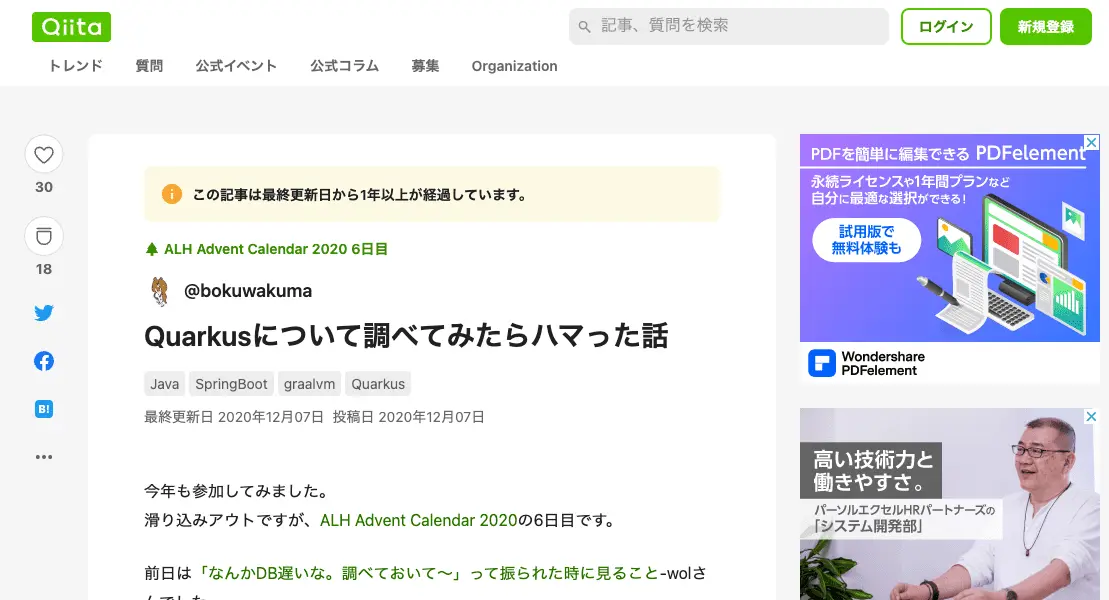 Qiita
記事、質問を検索
ログイン
新規登録
トレンド
質問
公式イベント
公式コラム
募集
Organization
30
18
B!
この記事は最終更新日から1年以上が経過しています。
ALH Advent Calendar 2020 6日目
@bokuwakuma
Quarkusについて調べてみたらハマった話
Java
SpringBoot
graalvm
Quarkus
最終更新日 2020年12月07日 投稿日 2020年12月07日
今年も参加してみました。
滑り込みアウトですが、ALH Advent Calendar 2020の6日目です。
前日は「なんかDB遅いな。調べておいて〜」って振られた時に見ること-wolさ
んでした
PDFを簡単に編集できる PDFelement
永続ライセンスや1年間プランなど
自分に最適な選択ができる!
試用版で
無料体験も
Wondershare
PDFelement
高い技術力と
働きやすさ。
パーソルエクセルHRパートナーズの
「システム開発部」